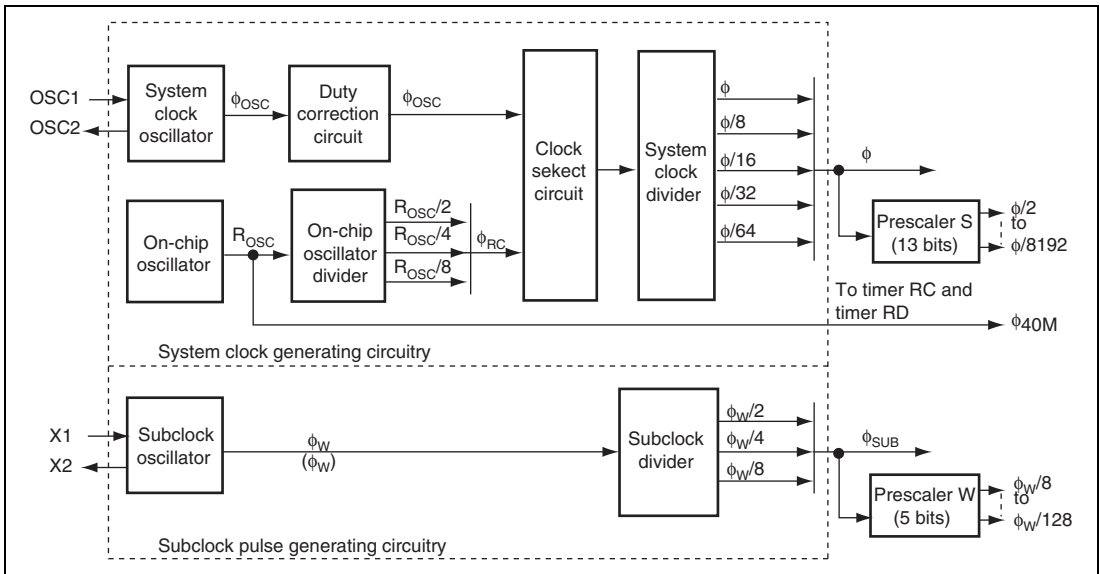 OSC1
OSC2
System
clock
oscillator
φOSC
Duty
correction
circuit
φOSC
Clock
sekect
circuit
System
clock
divider
φ
φ/8
φ/16
φ/32
φ/64
φ
Prescaler S
(13 bits)
φ/2
to
φ/8192
On-chip
oscillator
ROSC
On-chip
oscillator
divider
ROSC/2
ROSC/4
ROSC/8
φRC
To timer RC and
timer RD
φ40M
System clock generating circuitry
X1
X2
Subclock
oscillator
φW
(φW)
Subclock
divider
φW/2
φW/4
φW/8
φSUB
Prescaler W
(5 bits)
φW/8
to
φW/128
Subclock pulse generating circuitry